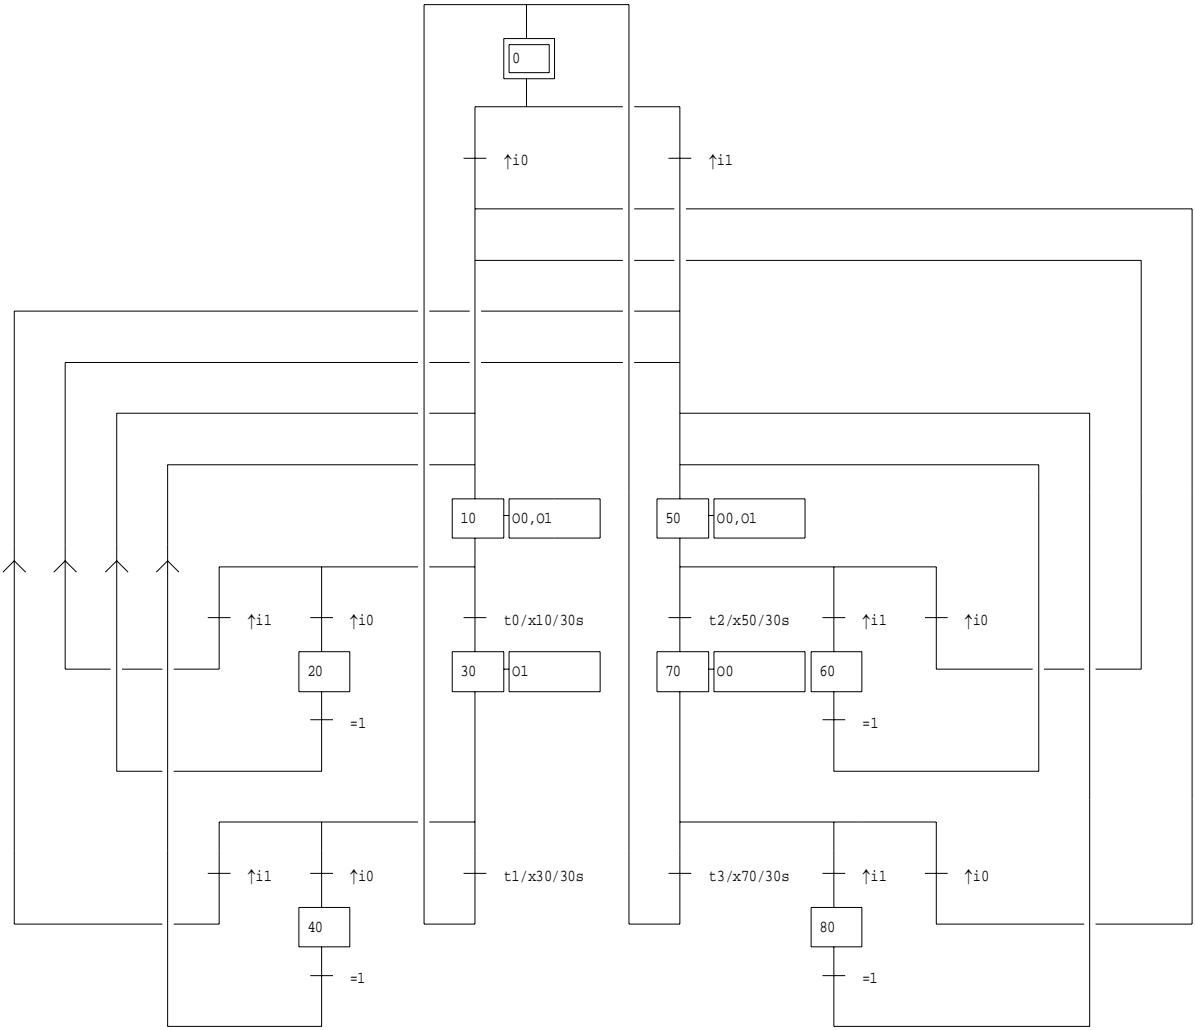 0
↑i0 ↑i1
10 O0,O1 50 O0,O1
↑i1 ↑i0 t0/x10/30s t2/x50/30s ↑i1 ↑i0
20 30 O1 70 O0 60
=1 =1
↑i1 ↑i0 t1/x30/30s t3/x70/30s ↑i1 ↑i0
40 80
=1 =1